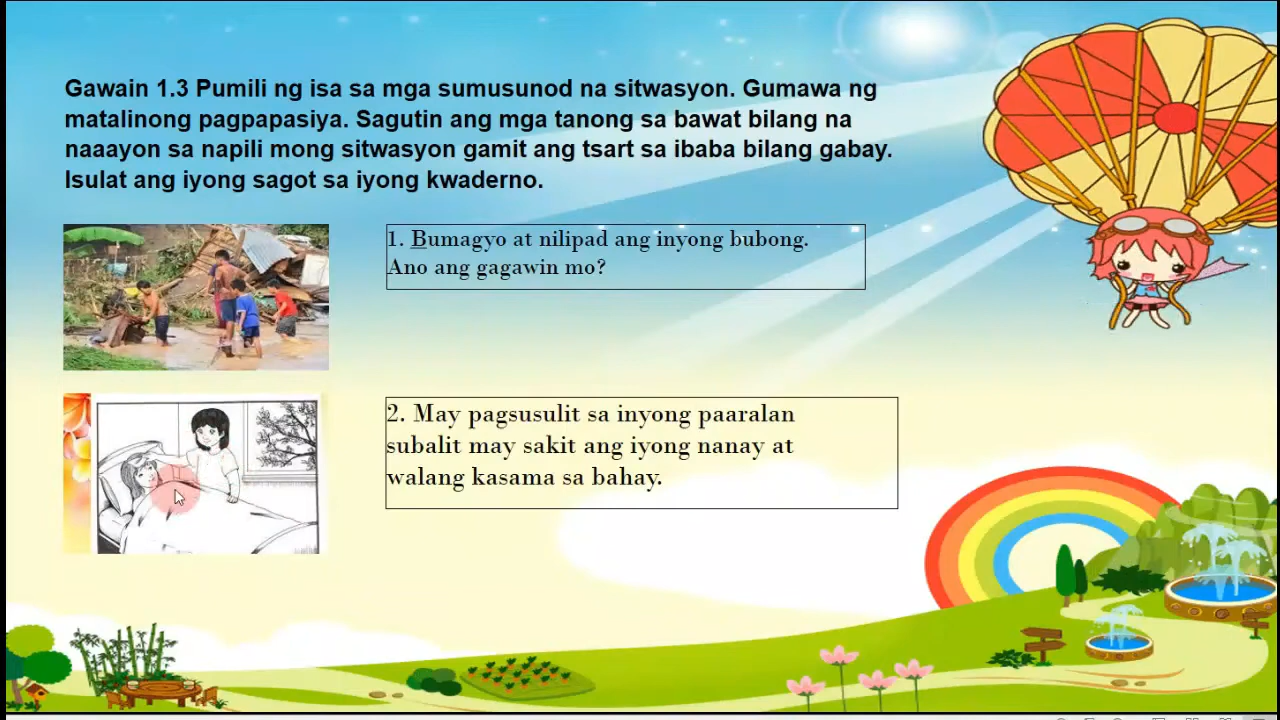 Gawain 1.3 Pumili ng isa sa mga sumusunod na sitwasyon. Gumawa ng
matalinong pagpapasiya. Sagutin ang mga tanong sa bawat bilang na
naaayon sa napili mong sitwasyon gamit ang tsart sa ibaba bilang gabay.
Isulat ang iyong sagot sa iyong kwaderno.
1. Bumagyo at nilipad ang inyong bubong.
Ano ang gagawin mo?
2. May pagsusulit sa inyong paaralan
subalit may sakit ang iyong nanay at
walang kasama sa bahay.